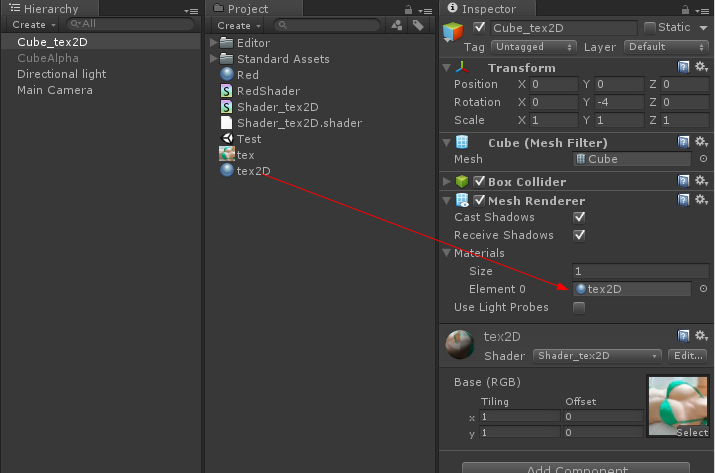 Hierarchy
Create All
Cube_tex2D
CubeAlpha
Directional light
Main Camera
Project
Create
Editor
Standard Assets
Red
RedShader
Shader_tex2D
Shader_tex2D.shader
Test
tex
tex2D
Inspector
Cube_tex2D Static
Tag Untagged Layer Default
Transform
Position X 0 Y 0 Z 0
Rotation X 0 Y -4 Z 0
Scale X 1 Y 1 Z 1
Cube (Mesh Filter)
Mesh Cube
Box Collider
Mesh Renderer
Cast Shadows
Receive Shadows
Materials
Size 1
Element 0 tex2D
Use Light Probes
tex2D
Shader Shader_tex2D Edit...
Base (RGB)
Tiling Offset
x 1 0
y 1 0
Select
Add Component